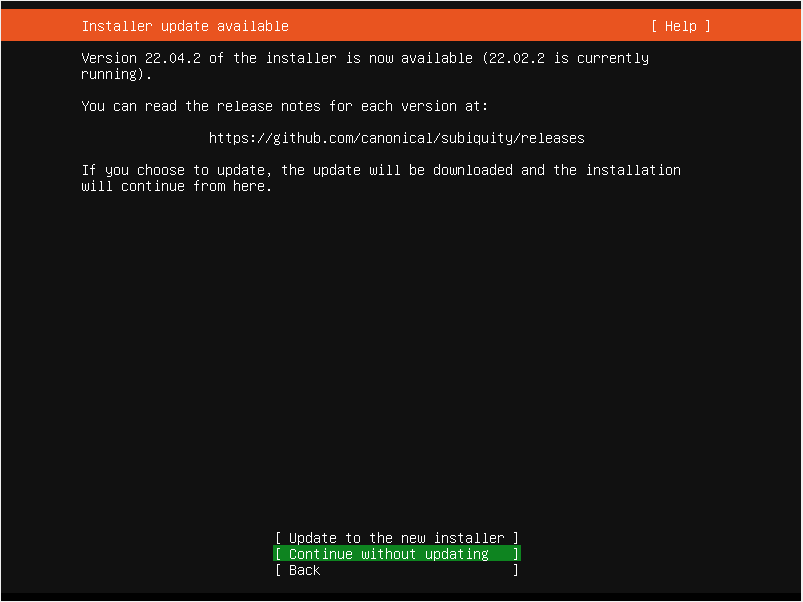 Installer update available [ Help ]
Version 22.04.2 of the installer is now available (22.02.2 is currently
running).
You can read the release notes for each version at:
https://github.com/canonical/subiquity/releases
If you choose to update, the update will be downloaded and the installation
will continue from here.
[ Update to the new installer ]
[ Continue without updating ]
[ Back ]